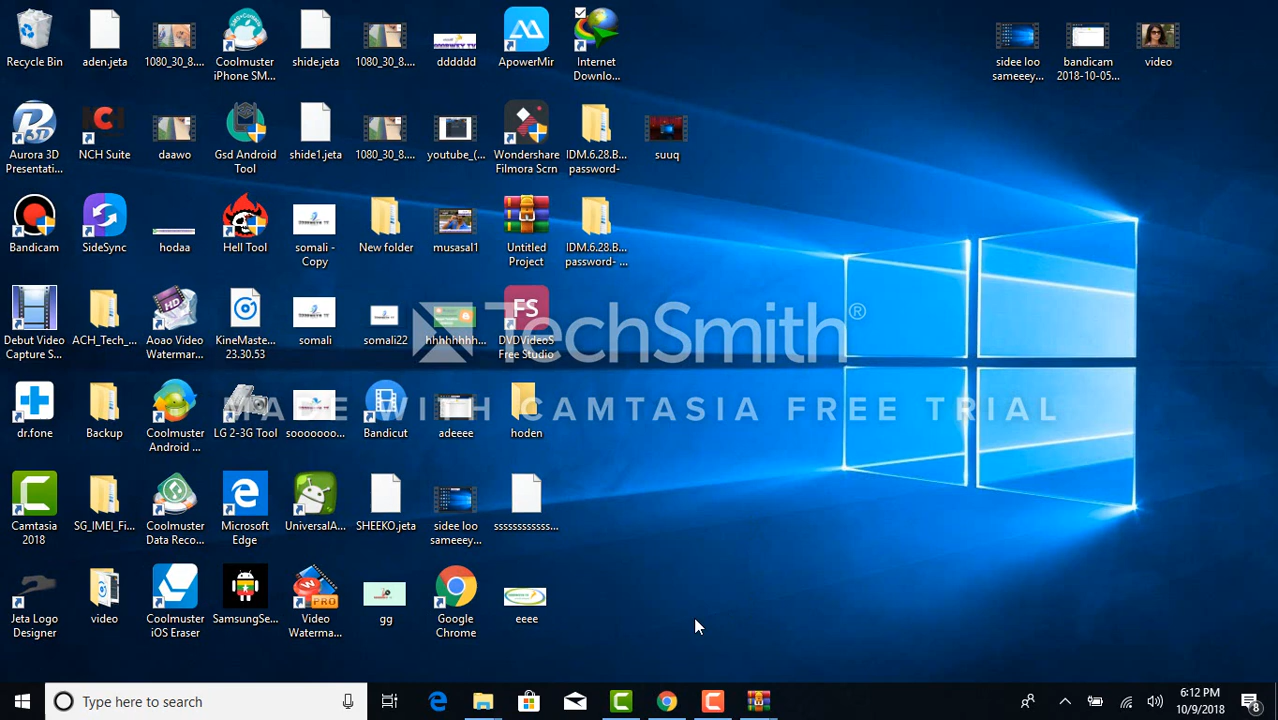 Recycle Bin
aden.jeta
1080_30_8....
Coolmuster
iPhone SM...
shide.jeta
1080_30_8....
dddddd
ApowerMir
Internet
Downlo...
sidee loo
sameeey...
bandicam
2018-10-05...
video
Aurora 3D
Presentati...
NCH Suite
daawo
Gsd Android
Tool
shide1.jeta
1080_30_8....
youtube_(...
Wondershare
Filmora Scrn
IDM.6.28.B...
password-
suuq
Bandicam
SideSync
hodaa
Hell Tool
somali -
Copy
New folder
musasal1
Untitled
Project
IDM.6.28.B...
password- ...
Debut Video
Capture S...
ACH_Tech_...
Aoao Video
Watermar...
KineMaste...
23.30.53
somali
somali22
hhhhhhhh...
DVDVideoS
Free Studio
TechSmith®
MADE WITH CAMTASIA FREE TRIAL
dr.fone
Backup
Coolmuster
Android ...
LG 2-3G Tool
sooooooo...
Bandicut
adeeee
hoden
Camtasia
2018
SG_IMEI_Fi...
Coolmuster
Data Reco...
Microsoft
Edge
UniversalA...
SHEEKO.jeta
sidee loo
sameeey...
ssssssssssss...
Jeta Logo
Designer
video
Coolmuster
iOS Eraser
SamsungSe...
Video
Waterma...
gg
Google
Chrome
eeee
Type here to search
6:12 PM
10/9/2018
8